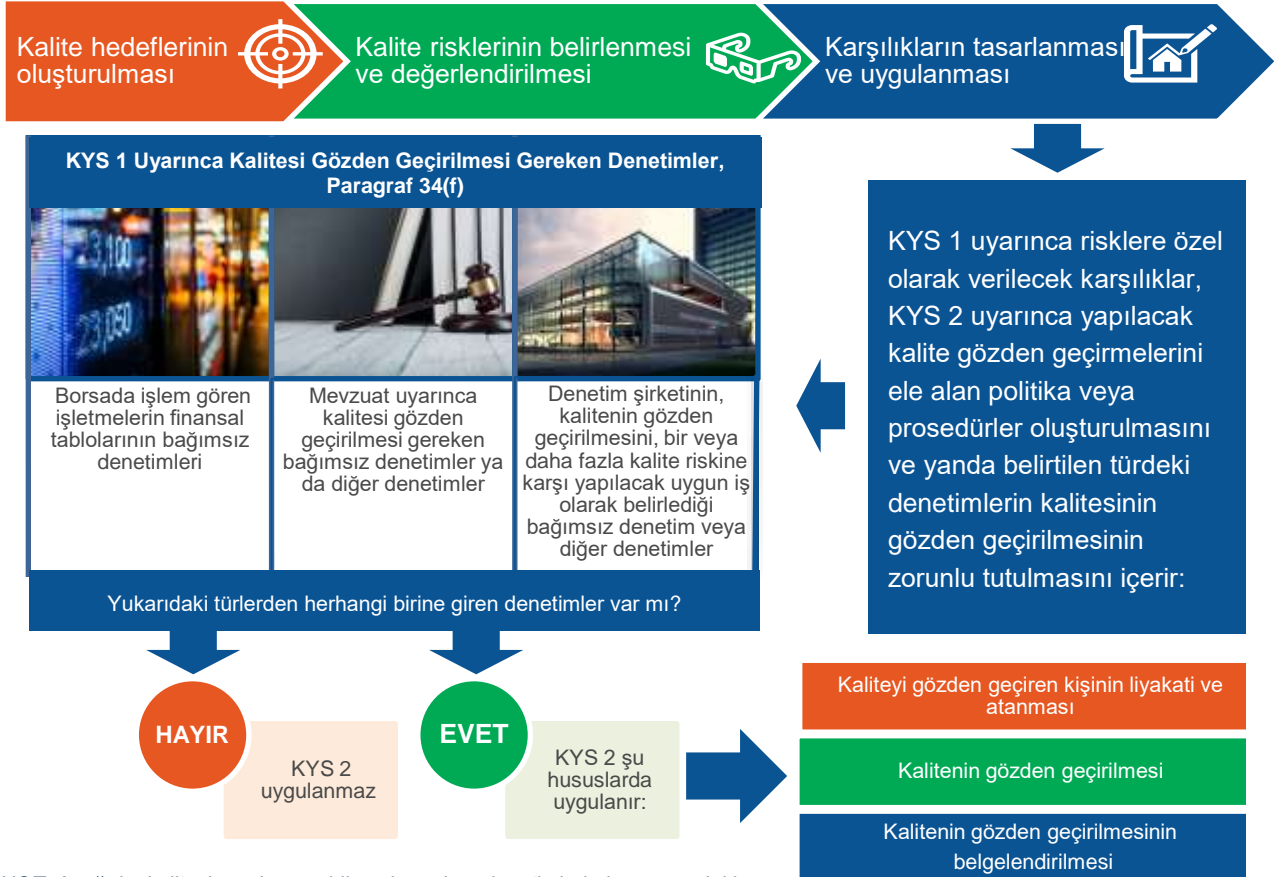 Kalite hedeflerinin
oluşturulması
Kalite risklerinin belirlenmesi
ve değerlendirilmesi
Karşılıkların tasarlanması
ve uygulanması
KYS 1 Uyarınca Kalitesi Gözden Geçirilmesi Gereken Denetimler,
Paragraf 34(f)
Borsada işlem gören
işletmelerin finansal
tablolarının bağımsız
denetimleri
Mevzuat uyarınca
kalitesi gözden
geçirilmesi gereken
bağımsız denetimler ya
da diğer denetimler
Denetim şirketinin,
kalitenin gözden
geçirilmesini, bir veya
daha fazla kalite riskine
karşı yapılacak uygun iş
olarak belirlediği
bağımsız denetim veya
diğer denetimler
KYS 1 uyarınca risklere özel
olarak verilecek karşılıklar,
KYS 2 uyarınca yapılacak
kalite gözden geçirmelerini
ele alan politika veya
prosedürler oluşturulmasını
ve yanda belirtilen türdeki
denetimlerin kalitesinin
gözden geçirilmesinin
zorunlu tutulmasını içerir:
Yukarıdaki türlerden herhangi birine giren denetimler var mı?
HAYIR
KYS 2
uygulanmaz
EVET
KYS 2 şu
hususlarda
uygulanır:
Kaliteyi gözden geçiren kişinin liyakati ve
atanması
Kalitenin gözden geçirilmesi
Kalitenin gözden geçirilmesinin
belgelendirilmesi